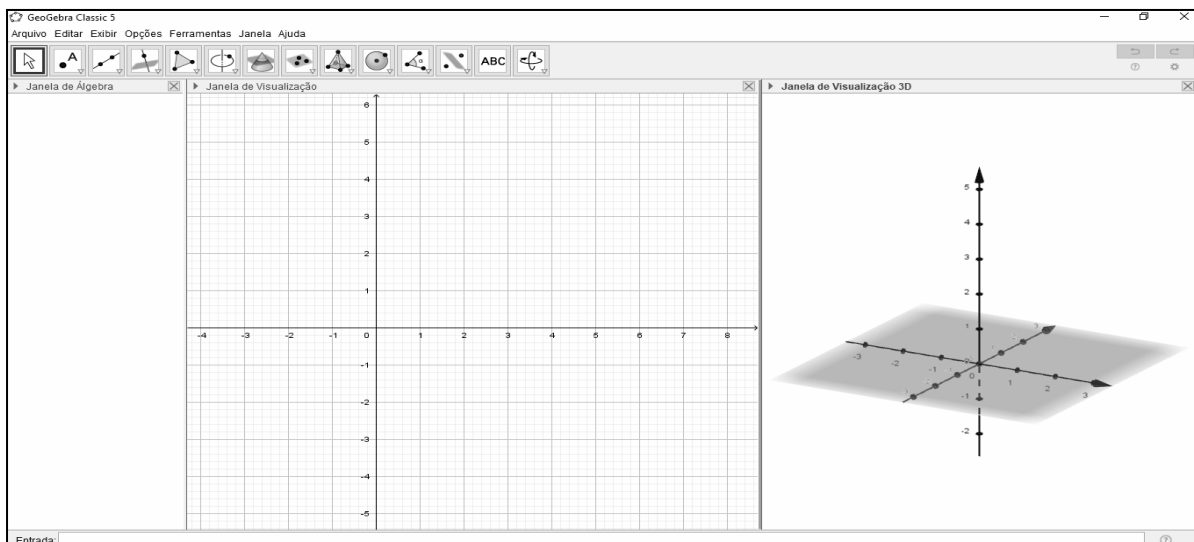 GeoGebra Classic 5
Arquivo Editar Exibir Opções Ferramentas Janela Ajuda
A
α
ABC
Janela de Álgebra
Janela de Visualização
Janela de Visualização 3D
6
5
4
3
2
1
-4 -3 -2 -1 0 1 2 3 4 5 6 7 8
-1
-2
-3
-4
-5
5
4
3
2
1
-3 -2 -1 0 1 2 3
-1
-2
Entrada: